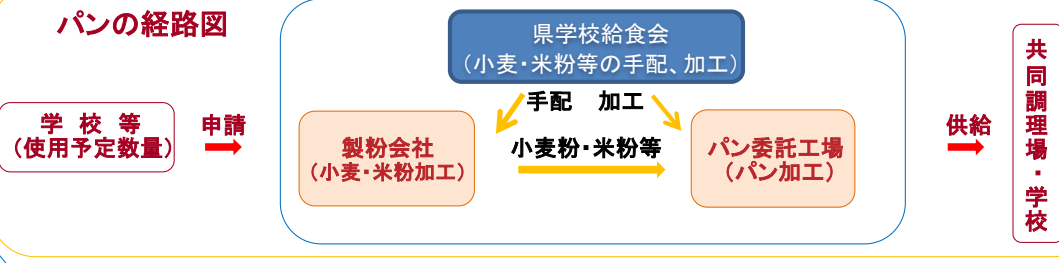 パンの経路図
県学校給食会
（小麦・米粉等の手配、加工）
手配　加工
学 校 等
（使用予定数量）
申請
製粉会社
（小麦・米粉加工）
小麦粉・米粉等
パン委託工場
（パン加工）
供給
共同調理場・学校